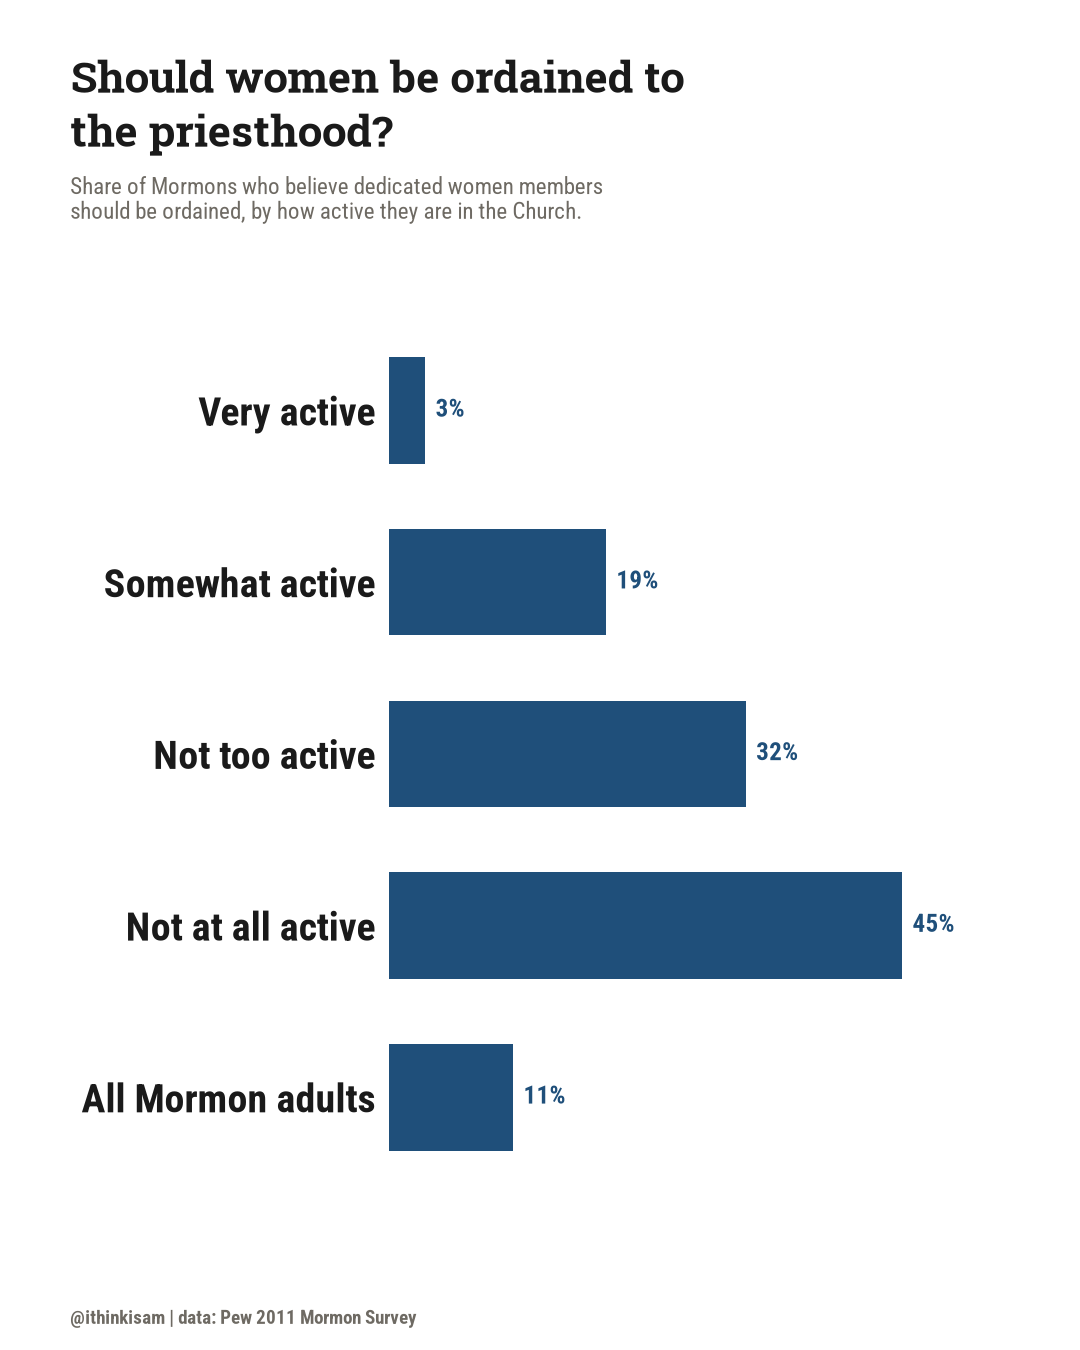 Should women be ordained to
the priesthood?
Share of Mormons who believe dedicated women members
should be ordained, by how active they are in the Church.
Very active 3%
Somewhat active 19%
Not too active 32%
Not at all active 45%
All Mormon adults 11%
@ithinkisam | data: Pew 2011 Mormon Survey